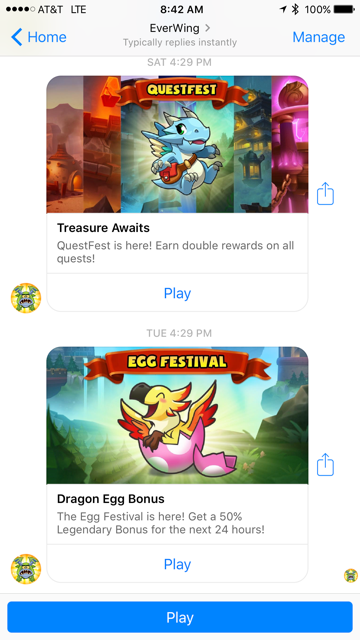 AT&T LTE 8:42 AM 100%
Home EverWing Manage
Typically replies instantly
SAT 4:29 PM
QUESTFEST
Treasure Awaits
QuestFest is here! Earn double rewards on all
quests!
Play
TUE 4:29 PM
EGG FESTIVAL
Dragon Egg Bonus
The Egg Festival is here! Get a 50%
Legendary Bonus for the next 24 hours!
Play
Play